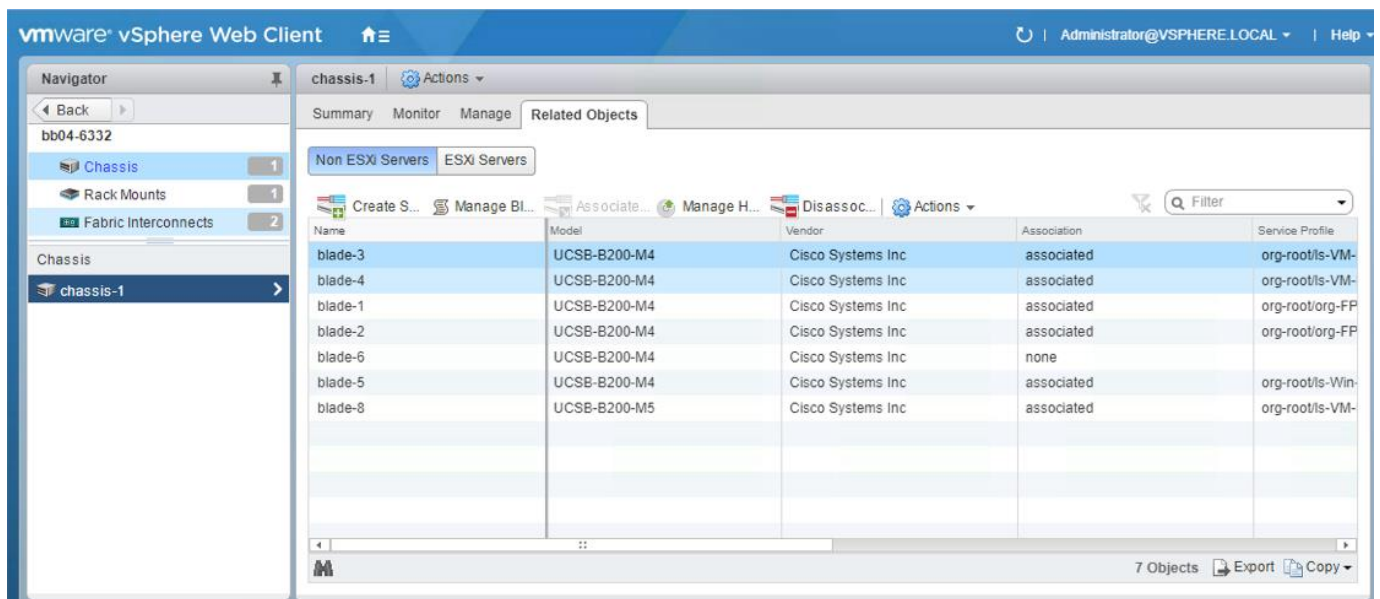 vmware® vSphere Web Client
Administrator@VSPHERE.LOCAL | Help
Navigator
Back
bb04-6332
Chassis 1
Rack Mounts 1
Fabric Interconnects 2
Chassis
chassis-1
chassis-1 Actions
Summary Monitor Manage Related Objects
Non ESXi Servers ESXi Servers
Create S... Manage Bl... Associate... Manage H... Disassoc... | Actions Filter
Name Model Vendor Association Service Profile
blade-3 UCSB-B200-M4 Cisco Systems Inc associated org-root/ls-VM-
blade-4 UCSB-B200-M4 Cisco Systems Inc associated org-root/ls-VM-
blade-1 UCSB-B200-M4 Cisco Systems Inc associated org-root/org-FP
blade-2 UCSB-B200-M4 Cisco Systems Inc associated org-root/org-FP
blade-6 UCSB-B200-M4 Cisco Systems Inc none
blade-5 UCSB-B200-M4 Cisco Systems Inc associated org-root/ls-Win-
blade-8 UCSB-B200-M5 Cisco Systems Inc associated org-root/ls-VM-
7 Objects Export Copy